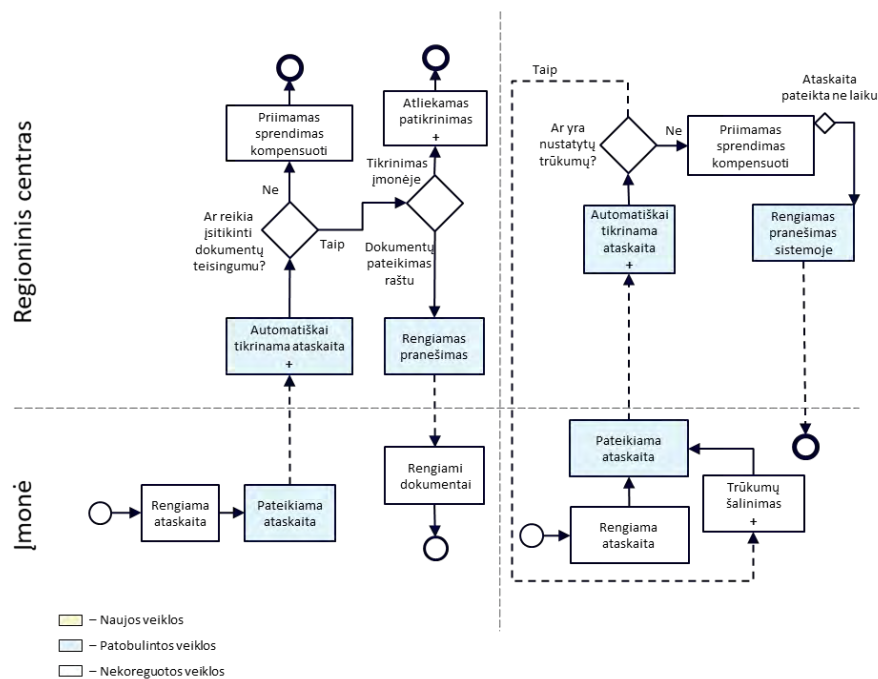 Regioninis centras
Priimamas
sprendimas
kompensuoti
Ne
Ar reikia
įsitikinti
dokumentų
teisingumu?
Taip
Automatiškai
tikrinama ataskaita
+
Atliekamas
patikrinimas
+
Tikrinimas
įmonėje
Dokumentų
pateikimas
raštu
Rengiamas
pranešimas
Taip
Ar yra
nustatytų
trūkumų?
Ne
Priimamas
sprendimas
kompensuoti
Ataskaita
pateikta ne laiku
Automatiškai
tikrinama
ataskaita
+
Rengiamas
pranešimas
sistemoje
Įmonė
Rengiama
ataskaita
Pateikiama
ataskaita
Rengiami
dokumentai
Pateikiama
ataskaita
Rengiama
ataskaita
Trūkumų
šalinimas
+
– Naujos veiklos
– Patobulintos veiklos
– Nekoreguotos veiklos